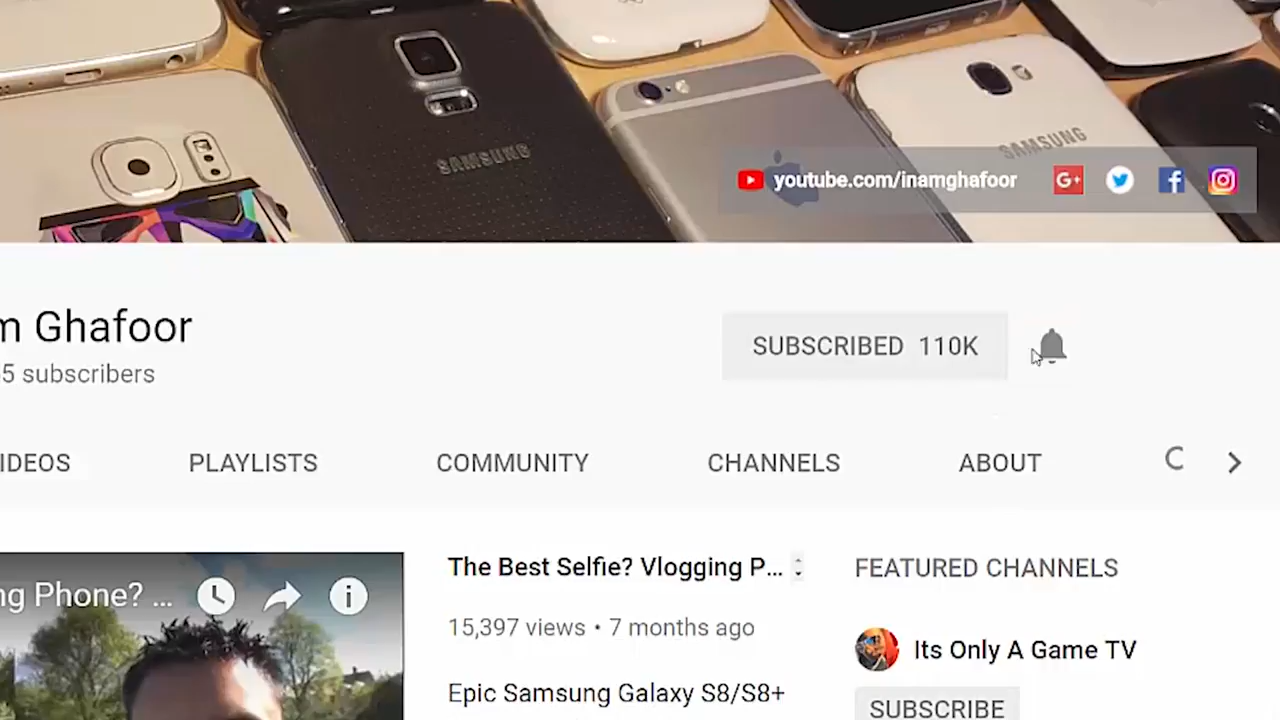 SAMSUNG
SAMSUNG
youtube.com/inamghafoor
G+
m Ghafoor
5 subscribers
SUBSCRIBED 110K
IDEOS PLAYLISTS COMMUNITY CHANNELS ABOUT
ng Phone? ...
The Best Selfie? Vlogging P...
15,397 views • 7 months ago
Epic Samsung Galaxy S8/S8+
FEATURED CHANNELS
Its Only A Game TV
SUBSCRIBE